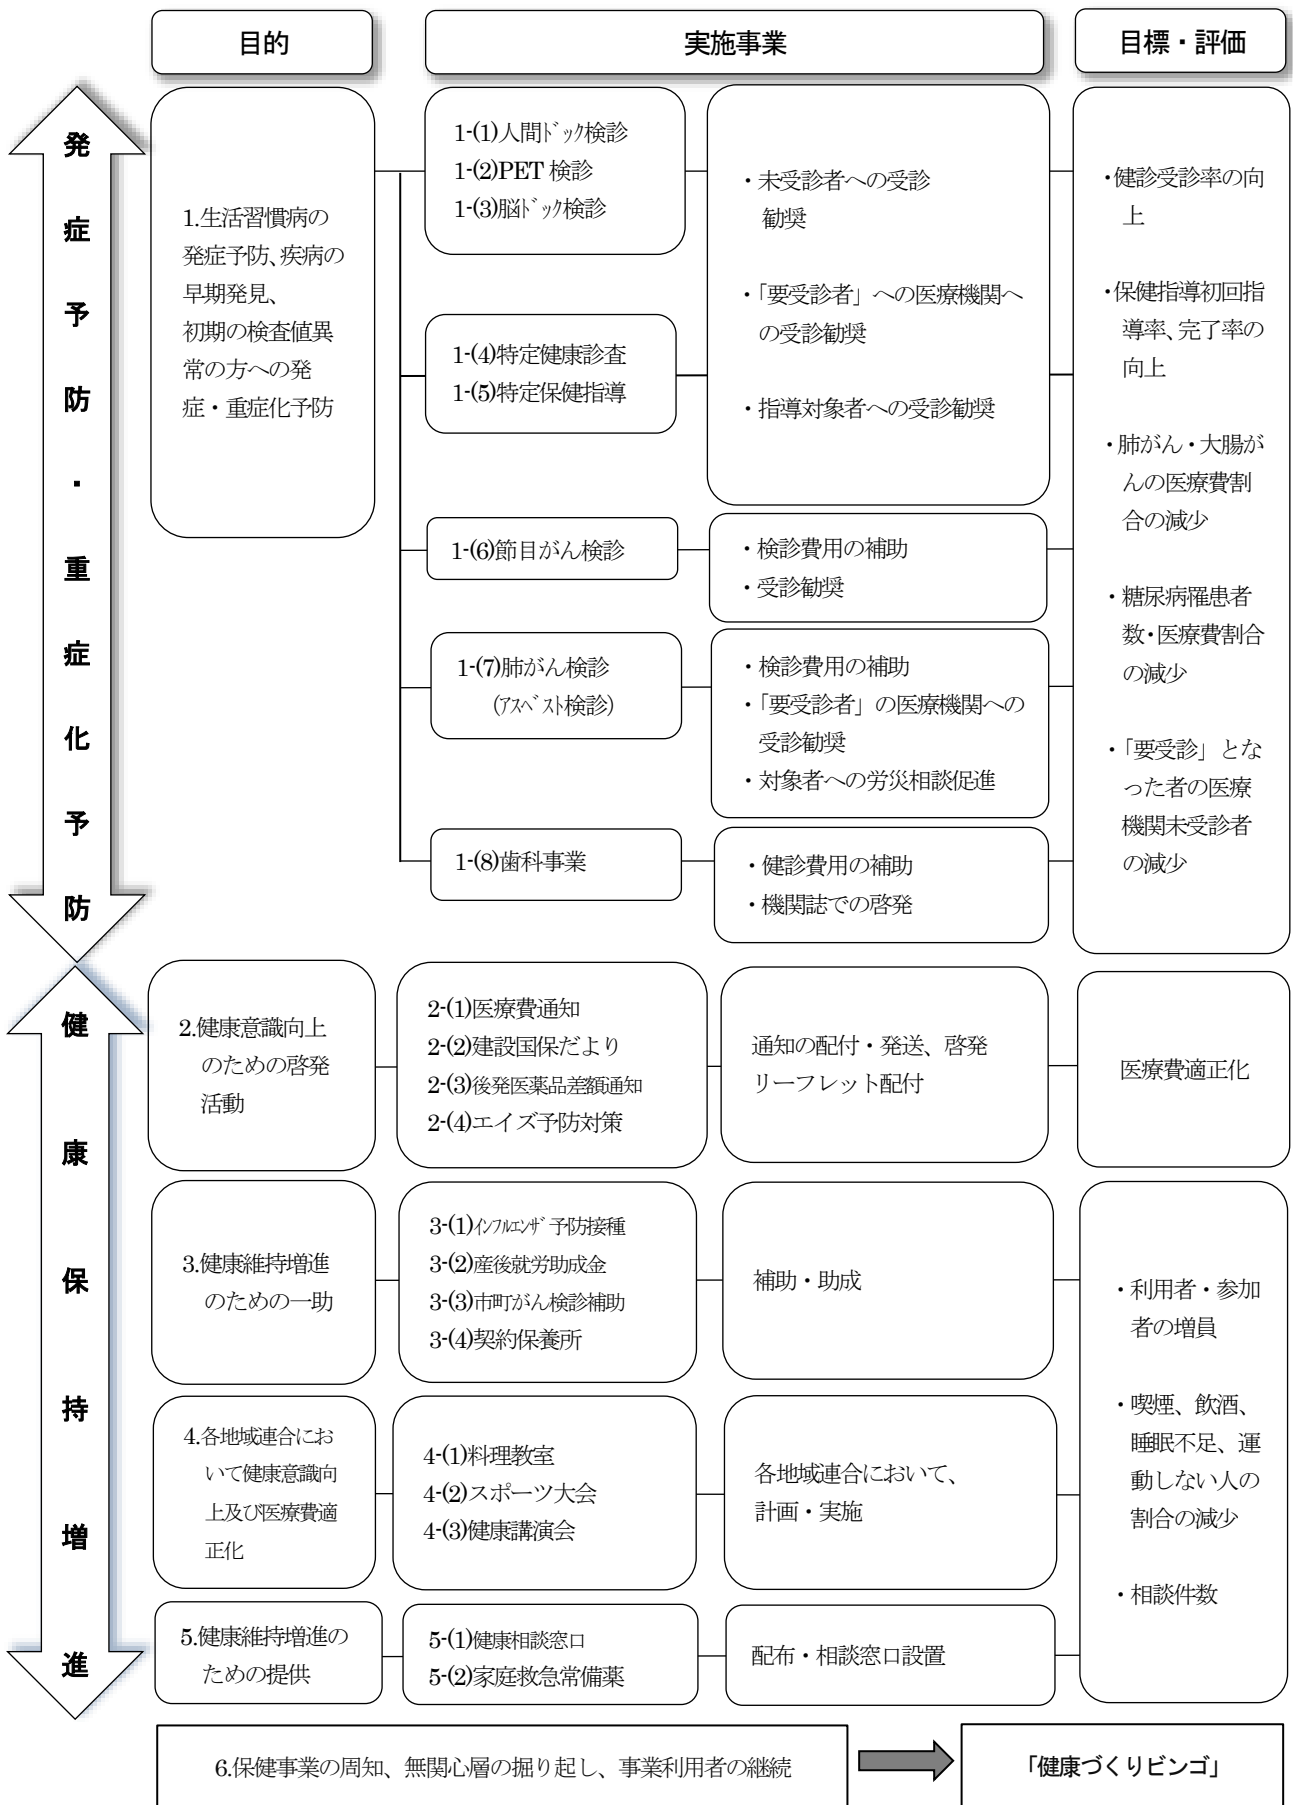 目的
実施事業
目標・評価
発症予防・重症化予防
1.生活習慣病の
発症予防、疾病の
早期発見、
初期の検査値異
常の方への発
症・重症化予防
1-(1)人間ﾄﾞｯｸ検診
1-(2)PET 検診
1-(3)脳ﾄﾞｯｸ検診
1-(4)特定健康診査
1-(5)特定保健指導
・未受診者への受診
勧奨
・「要受診者」への医療機関へ
の受診勧奨
・指導対象者への受診勧奨
1-(6)節目がん検診
・検診費用の補助
・受診勧奨
1-(7)肺がん検診
(ｱｽﾍﾞｽﾄ検診)
・検診費用の補助
・「要受診者」の医療機関への
受診勧奨
・対象者への労災相談促進
1-(8)歯科事業
・健診費用の補助
・機関誌での啓発
・健診受診率の向
上
・保健指導初回指
導率、完了率の
向上
・肺がん・大腸が
んの医療費割
合の減少
・糖尿病罹患者
数・医療費割合
の減少
・「要受診」とな
った者の医療
機関未受診者
の減少
健康保持増進
2.健康意識向上
のための啓発
活動
2-(1)医療費通知
2-(2)建設国保だより
2-(3)後発医薬品差額通知
2-(4)エイズ予防対策
通知の配付・発送、啓発
リーフレット配付
医療費適正化
3.健康維持増進
のための一助
3-(1)ｲﾝﾌﾙｴﾝｻﾞ予防接種
3-(2)産後就労助成金
3-(3)市町がん検診補助
3-(4)契約保養所
補助・助成
4.各地域連合にお
いて健康意識向
上及び医療費適
正化
4-(1)料理教室
4-(2)スポーツ大会
4-(3)健康講演会
各地域連合において、
計画・実施
5.健康維持増進の
ための提供
5-(1)健康相談窓口
5-(2)家庭救急常備薬
配布・相談窓口設置
・利用者・参加
者の増員
・喫煙、飲酒、
睡眠不足、運
動しない人の
割合の減少
・相談件数
6.保健事業の周知、無関心層の掘り起し、事業利用者の継続
「健康づくりビンゴ」